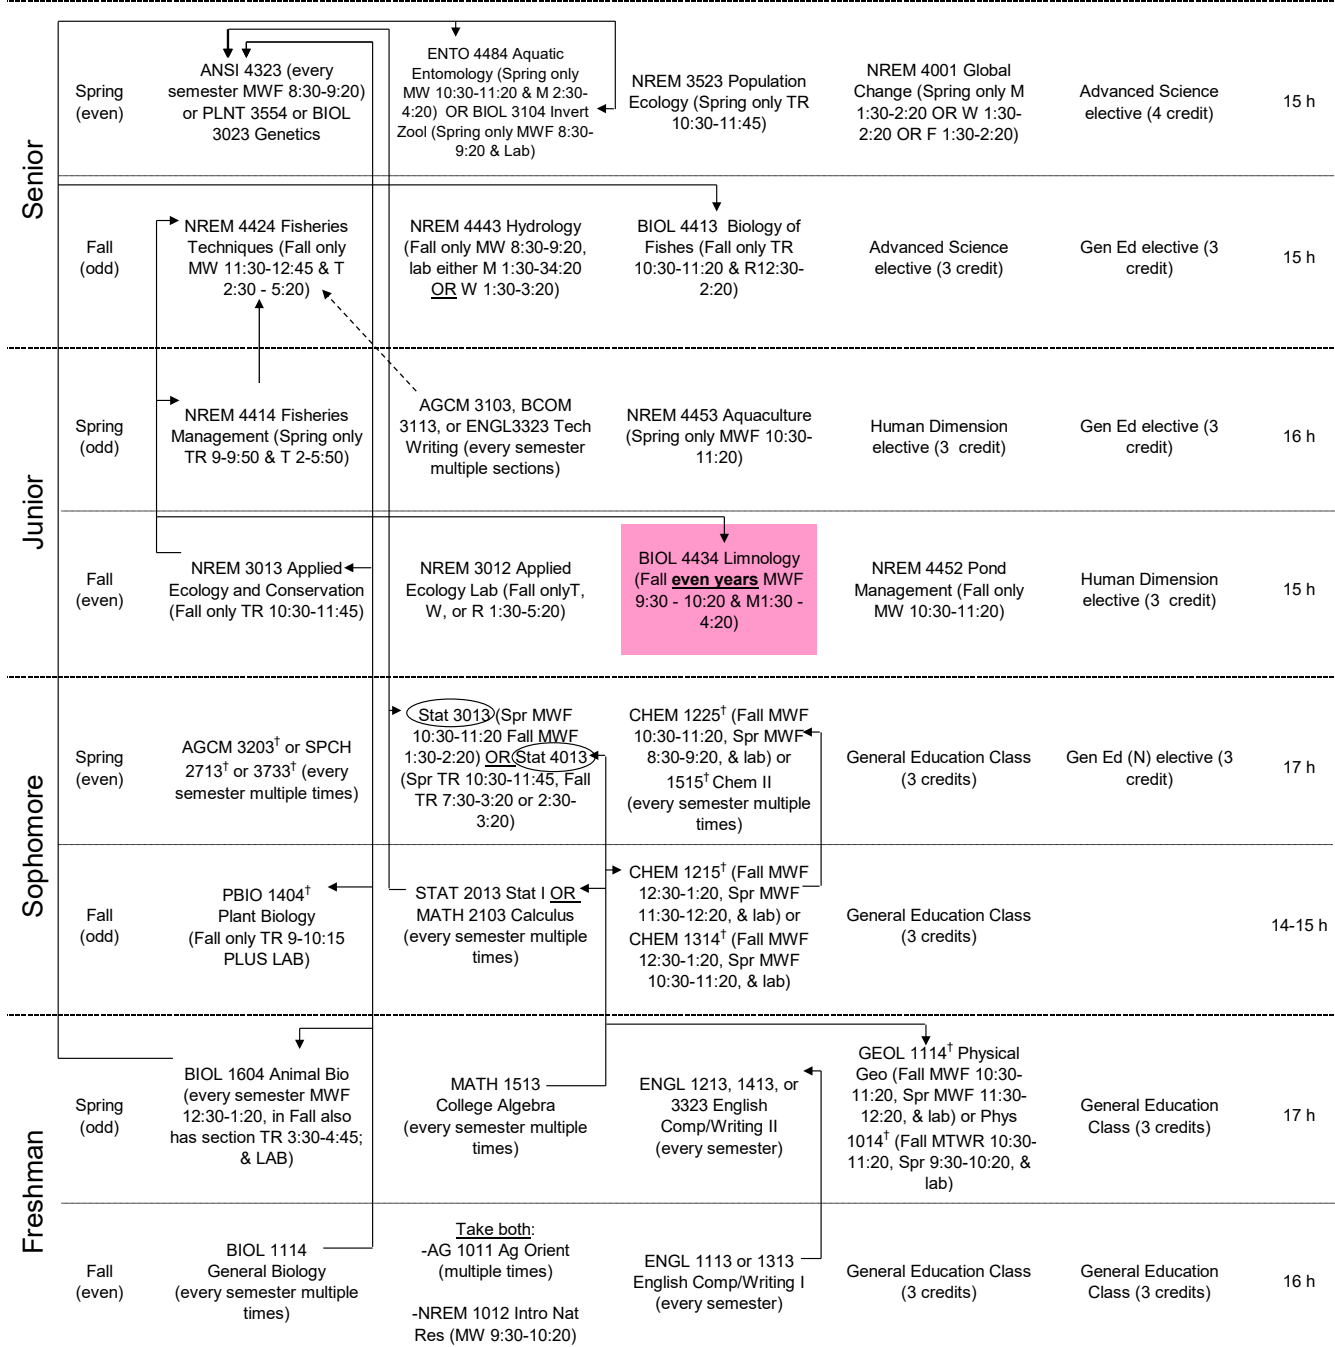 Senior
Spring
(even)
ANSI 4323 (every
semester MWF 8:30-9:20)
or PLNT 3554 or BIOL
3023 Genetics
ENTO 4484 Aquatic
Entomology (Spring only
MW 10:30-11:20 & M 2:30-
4:20)  OR BIOL 3104 Invert
Zool (Spring only MWF 8:30-
9:20 & Lab)
NREM 3523 Population
Ecology (Spring only TR
10:30-11:45)
NREM 4001 Global
Change (Spring only M
1:30-2:20 OR W 1:30-
2:20 OR F 1:30-2:20)
Advanced Science
elective (4 credit)
15 h
Fall
(odd)
NREM 4424 Fisheries
Techniques (Fall only
MW 11:30-12:45 & T
2:30 - 5:20)
NREM 4443 Hydrology
(Fall only MW 8:30-9:20,
lab either M 1:30-34:20
OR W 1:30-3:20)
BIOL 4413  Biology of
Fishes (Fall only TR
10:30-11:20 & R12:30-
2:20)
Advanced Science
elective (3 credit)
Gen Ed elective (3
credit)
15 h
Junior
Spring
(odd)
NREM 4414 Fisheries
Management (Spring only
TR 9-9:50 & T 2-5:50)
AGCM 3103, BCOM
3113, or ENGL3323 Tech
Writing (every semester
multiple sections)
NREM 4453 Aquaculture
(Spring only MWF 10:30-
11:20)
Human Dimension
elective (3  credit)
Gen Ed elective (3
credit)
16 h
Fall
(even)
NREM 3013 Applied
Ecology and Conservation
(Fall only TR 10:30-11:45)
NREM 3012 Applied
Ecology Lab (Fall onlyT,
W, or R 1:30-5:20)
BIOL 4434 Limnology
(Fall even years MWF
9:30 - 10:20 & M1:30 -
4:20)
NREM 4452 Pond
Management (Fall only
MW 10:30-11:20)
Human Dimension
elective (3  credit)
15 h
Sophomore
Spring
(even)
AGCM 3203† or SPCH
2713† or 3733† (every
semester multiple times)
Stat 3013 (Spr MWF
10:30-11:20 Fall MWF
1:30-2:20) OR Stat 4013
(Spr TR 10:30-11:45, Fall
TR 7:30-3:20 or 2:30-
3:20)
CHEM 1225† (Fall MWF
10:30-11:20, Spr MWF
8:30-9:20, & lab) or
1515† Chem II
(every semester multiple
times)
General Education Class
(3 credits)
Gen Ed (N) elective (3
credit)
17 h
Fall
(odd)
PBIO 1404†
Plant Biology
(Fall only TR 9-10:15
PLUS LAB)
STAT 2013 Stat I OR
MATH 2103 Calculus
(every semester multiple
times)
CHEM 1215† (Fall MWF
12:30-1:20, Spr MWF
11:30-12:20, & lab) or
CHEM 1314† (Fall MWF
12:30-1:20, Spr MWF
10:30-11:20, & lab)
General Education Class
(3 credits)
14-15 h
Freshman
Spring
(odd)
BIOL 1604 Animal Bio
(every semester MWF
12:30-1:20, in Fall also
has section TR 3:30-4:45;
& LAB)
MATH 1513
College Algebra
(every semester multiple
times)
ENGL 1213, 1413, or
3323 English
Comp/Writing II
(every semester)
GEOL 1114† Physical
Geo (Fall MWF 10:30-
11:20, Spr MWF 11:30-
12:20, & lab) or Phys
1014† (Fall MTWR 10:30-
11:20, Spr 9:30-10:20, &
lab)
General Education
Class (3 credits)
17 h
Fall
(even)
BIOL 1114
General Biology
(every semester multiple
times)
Take both:
-AG 1011 Ag Orient
(multiple times)
-NREM 1012 Intro Nat
Res (MW 9:30-10:20)
ENGL 1113 or 1313
English Comp/Writing I
(every semester)
General Education Class
(3 credits)
General Education
Class (3 credits)
16 h